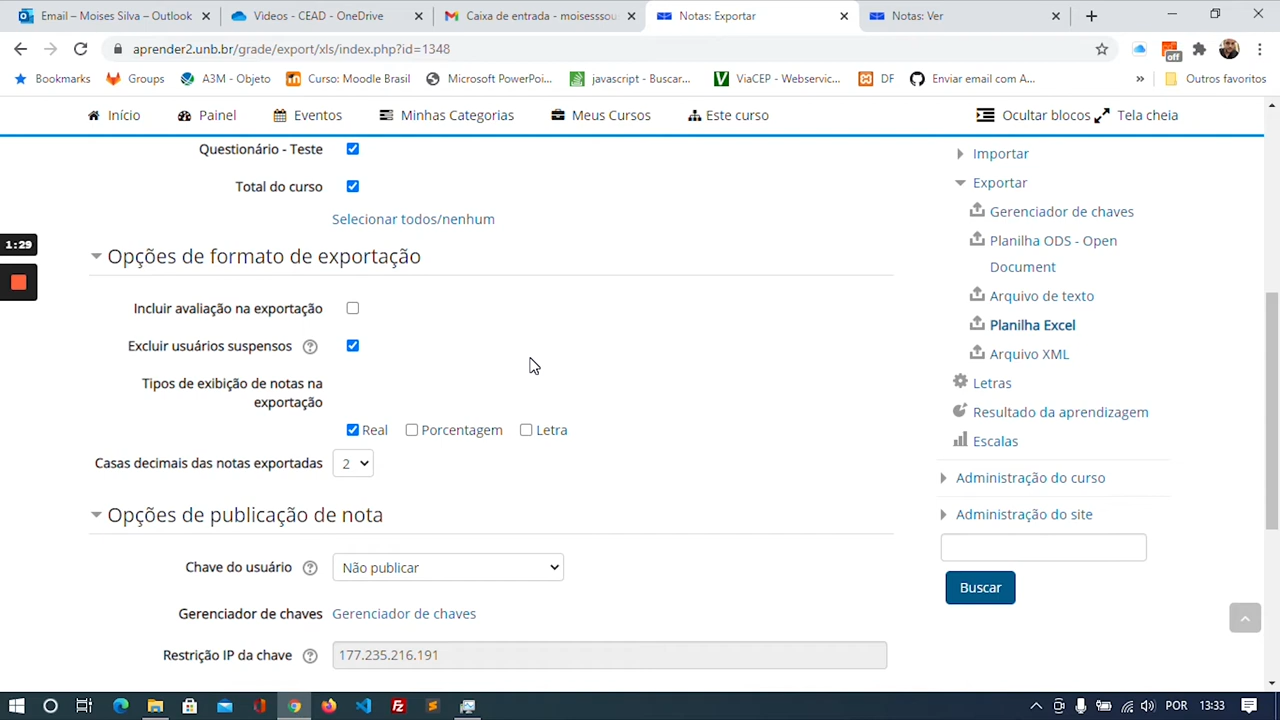 Email – Moises Silva – Outlook
Videos - CEAD - OneDrive
Caixa de entrada - moisesssou
Notas: Exportar
Notas: Ver
aprender2.unb.br/grade/export/xls/index.php?id=1348
Bookmarks
Groups
A3M - Objeto
Curso: Moodle Brasil
Microsoft PowerPoi...
javascript - Buscar...
ViaCEP - Webservic...
DF
Enviar email com A...
»
Outros favoritos
off
Início
Painel
Eventos
Minhas Categorias
Meus Cursos
Este curso
Ocultar blocos
Tela cheia
Questionário - Teste
Total do curso
Selecionar todos/nenhum
Opções de formato de exportação
Incluir avaliação na exportação
Excluir usuários suspensos
Tipos de exibição de notas na
exportação
Real
Porcentagem
Letra
Casas decimais das notas exportadas
2
Opções de publicação de nota
Chave do usuário
Não publicar
Gerenciador de chaves
Gerenciador de chaves
Restrição IP da chave
177.235.216.191
Importar
Exportar
Gerenciador de chaves
Planilha ODS - Open
Document
Arquivo de texto
Planilha Excel
Arquivo XML
Letras
Resultado da aprendizagem
Escalas
Administração do curso
Administração do site
Buscar
1:29
POR
13:33